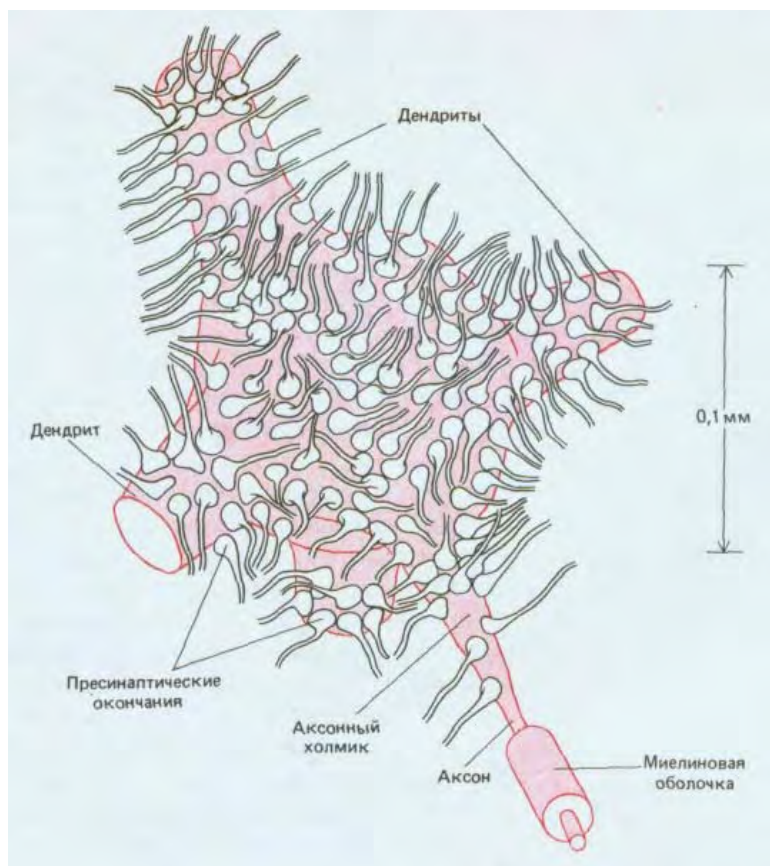 Дендриты
0,1 мм
Дендрит
Пресинаптические
окончания
Аксонный
холмик
Аксон
Миелиновая
оболочка